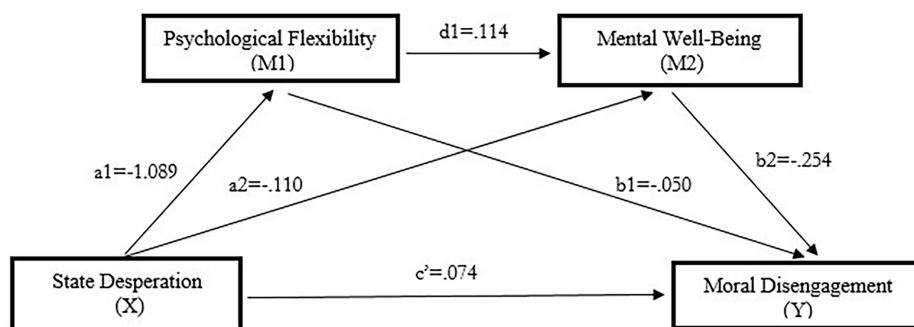 Psychological Flexibility
(M1)
d1=.114
Mental Well-Being
(M2)
a1=-1.089
a2=-.110
b1=-.050
b2=-.254
State Desperation
(X)
c’=.074
Moral Disengagement
(Y)